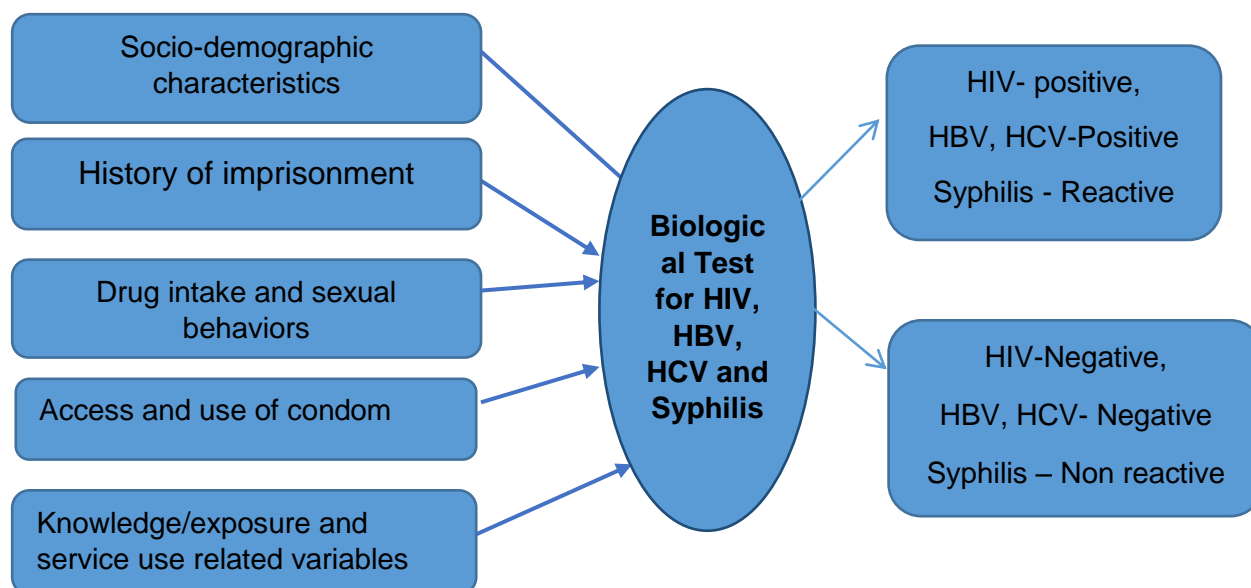 Socio-demographic
characteristics
History of imprisonment
Drug intake and sexual
behaviors
Access and use of condom
Knowledge/exposure and
service use related variables
Biologic
al Test
for HIV,
HBV,
HCV and
Syphilis
HIV- positive,
HBV, HCV-Positive
Syphilis - Reactive
HIV-Negative,
HBV, HCV- Negative
Syphilis – Non reactive